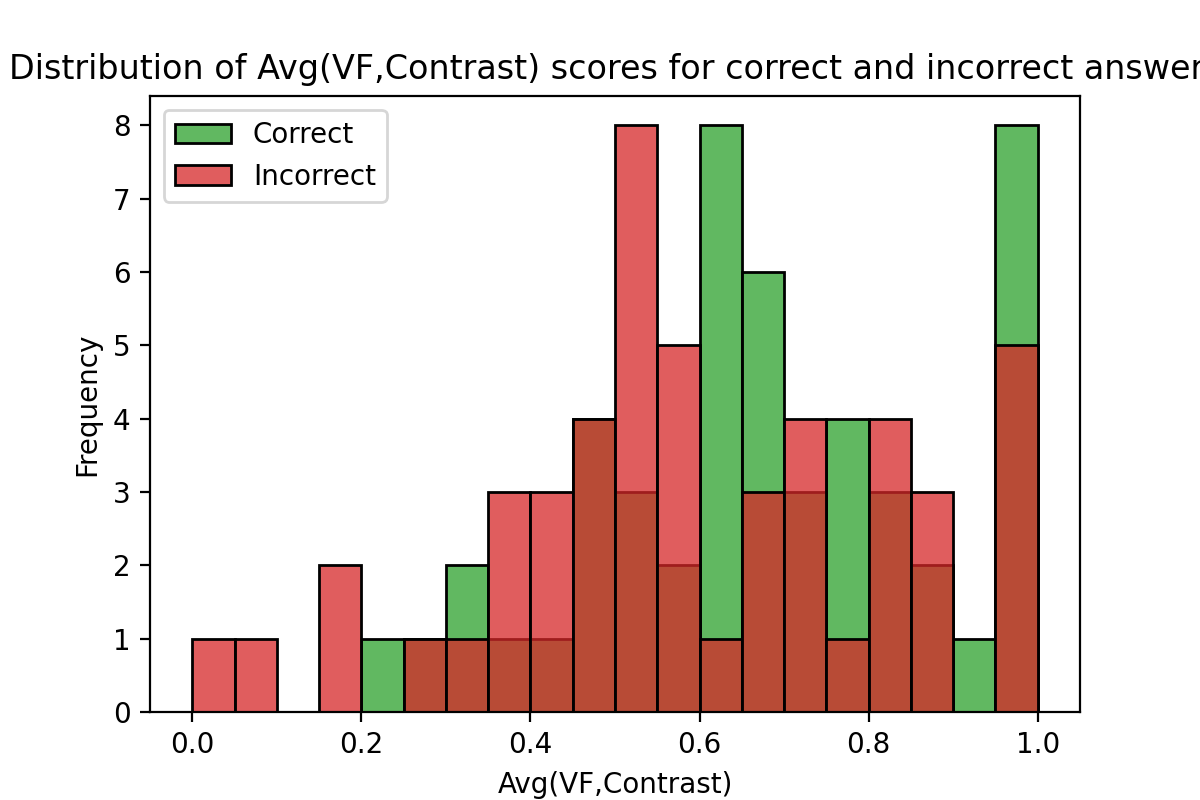 Distribution of Avg(VF,Contrast) scores for correct and incorrect answer
Correct
Incorrect
Frequency
8
7
6
5
4
3
2
1
0
0.0 0.2 0.4 0.6 0.8 1.0
Avg(VF,Contrast)